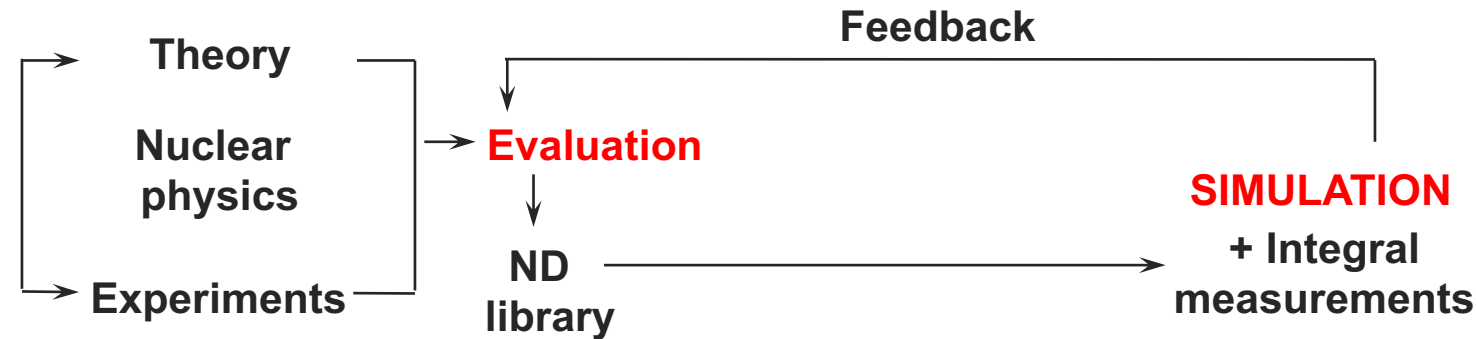 Feedback
Theory
Nuclear
physics
Experiments
Evaluation
ND
library
SIMULATION
+ Integral
measurements